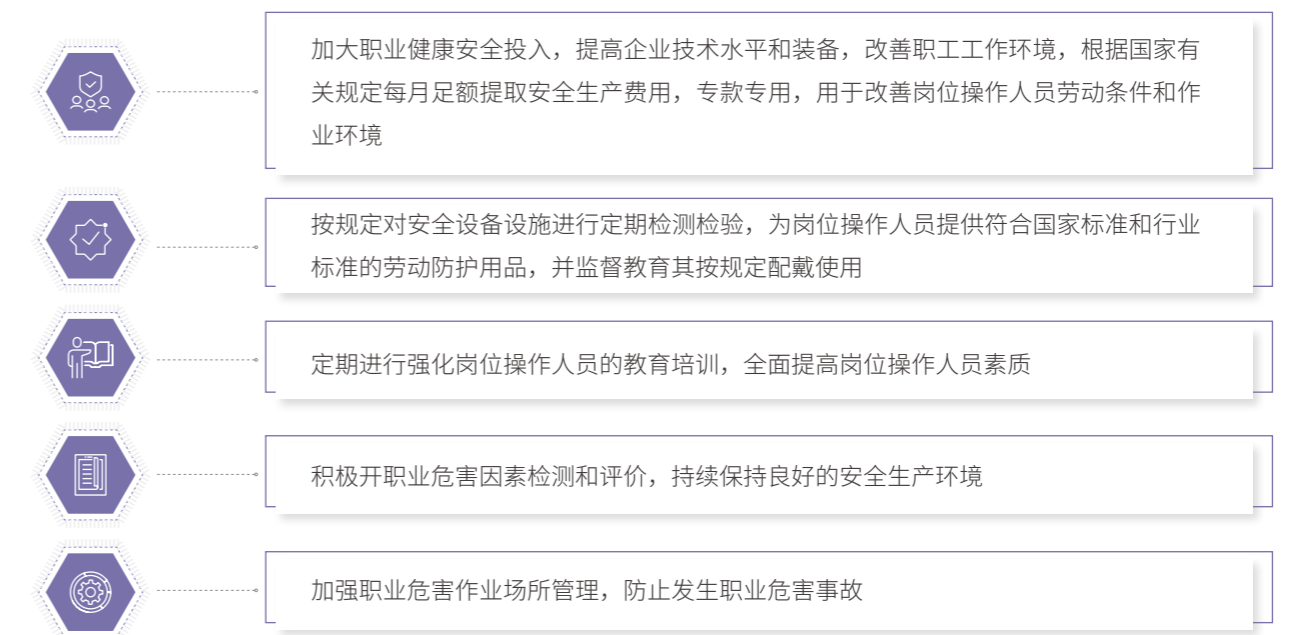 加大职业健康安全投入，提高企业技术水平和装备，改善职工工作环境，根据国家有
关规定每月足额提取安全生产费用，专款专用，用于改善岗位操作人员劳动条件和作
业环境
按规定对安全设备设施进行定期检测检验，为岗位操作人员提供符合国家标准和行业
标准的劳动防护用品，并监督教育其按规定配戴使用
定期进行强化岗位操作人员的教育培训，全面提高岗位操作人员素质
积极开职业危害因素检测和评价，持续保持良好的安全生产环境
加强职业危害作业场所管理，防止发生职业危害事故